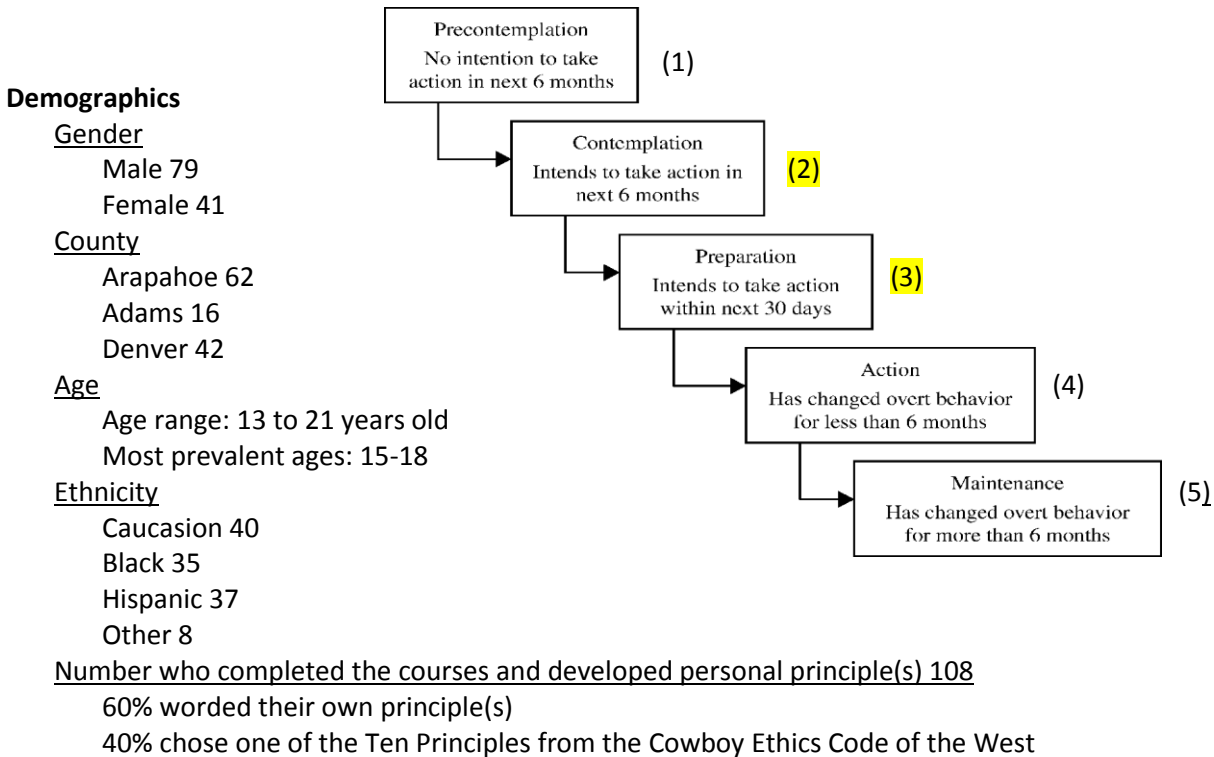 Precontemplation
No intention to take
action in next 6 months
(1)
Demographics
Gender
Male 79
Female 41
County
Arapahoe 62
Adams 16
Denver 42
Age
Age range: 13 to 21 years old
Most prevalent ages: 15-18
Ethnicity
Caucasion 40
Black 35
Hispanic 37
Other 8
Contemplation
Intends to take action in
next 6 months
(2)
Preparation
Intends to take action
within next 30 days
(3)
Action
Has changed overt behavior
for less than 6 months
(4)
Maintenance
Has changed overt behavior
for more than 6 months
(5)
Number who completed the courses and developed personal principle(s) 108
60% worded their own principle(s)
40% chose one of the Ten Principles from the Cowboy Ethics Code of the West